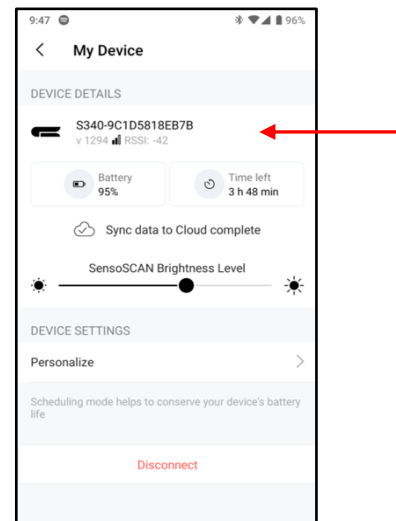 9:47 96%
My Device
DEVICE DETAILS
S340-9C1D5818EB7B
v 1294 RSSI: -42
Battery
95%
Time left
3 h 48 min
Sync data to Cloud complete
SensoSCAN Brightness Level
DEVICE SETTINGS
Personalize
Scheduling mode helps to conserve your device's battery
life
Disconnect